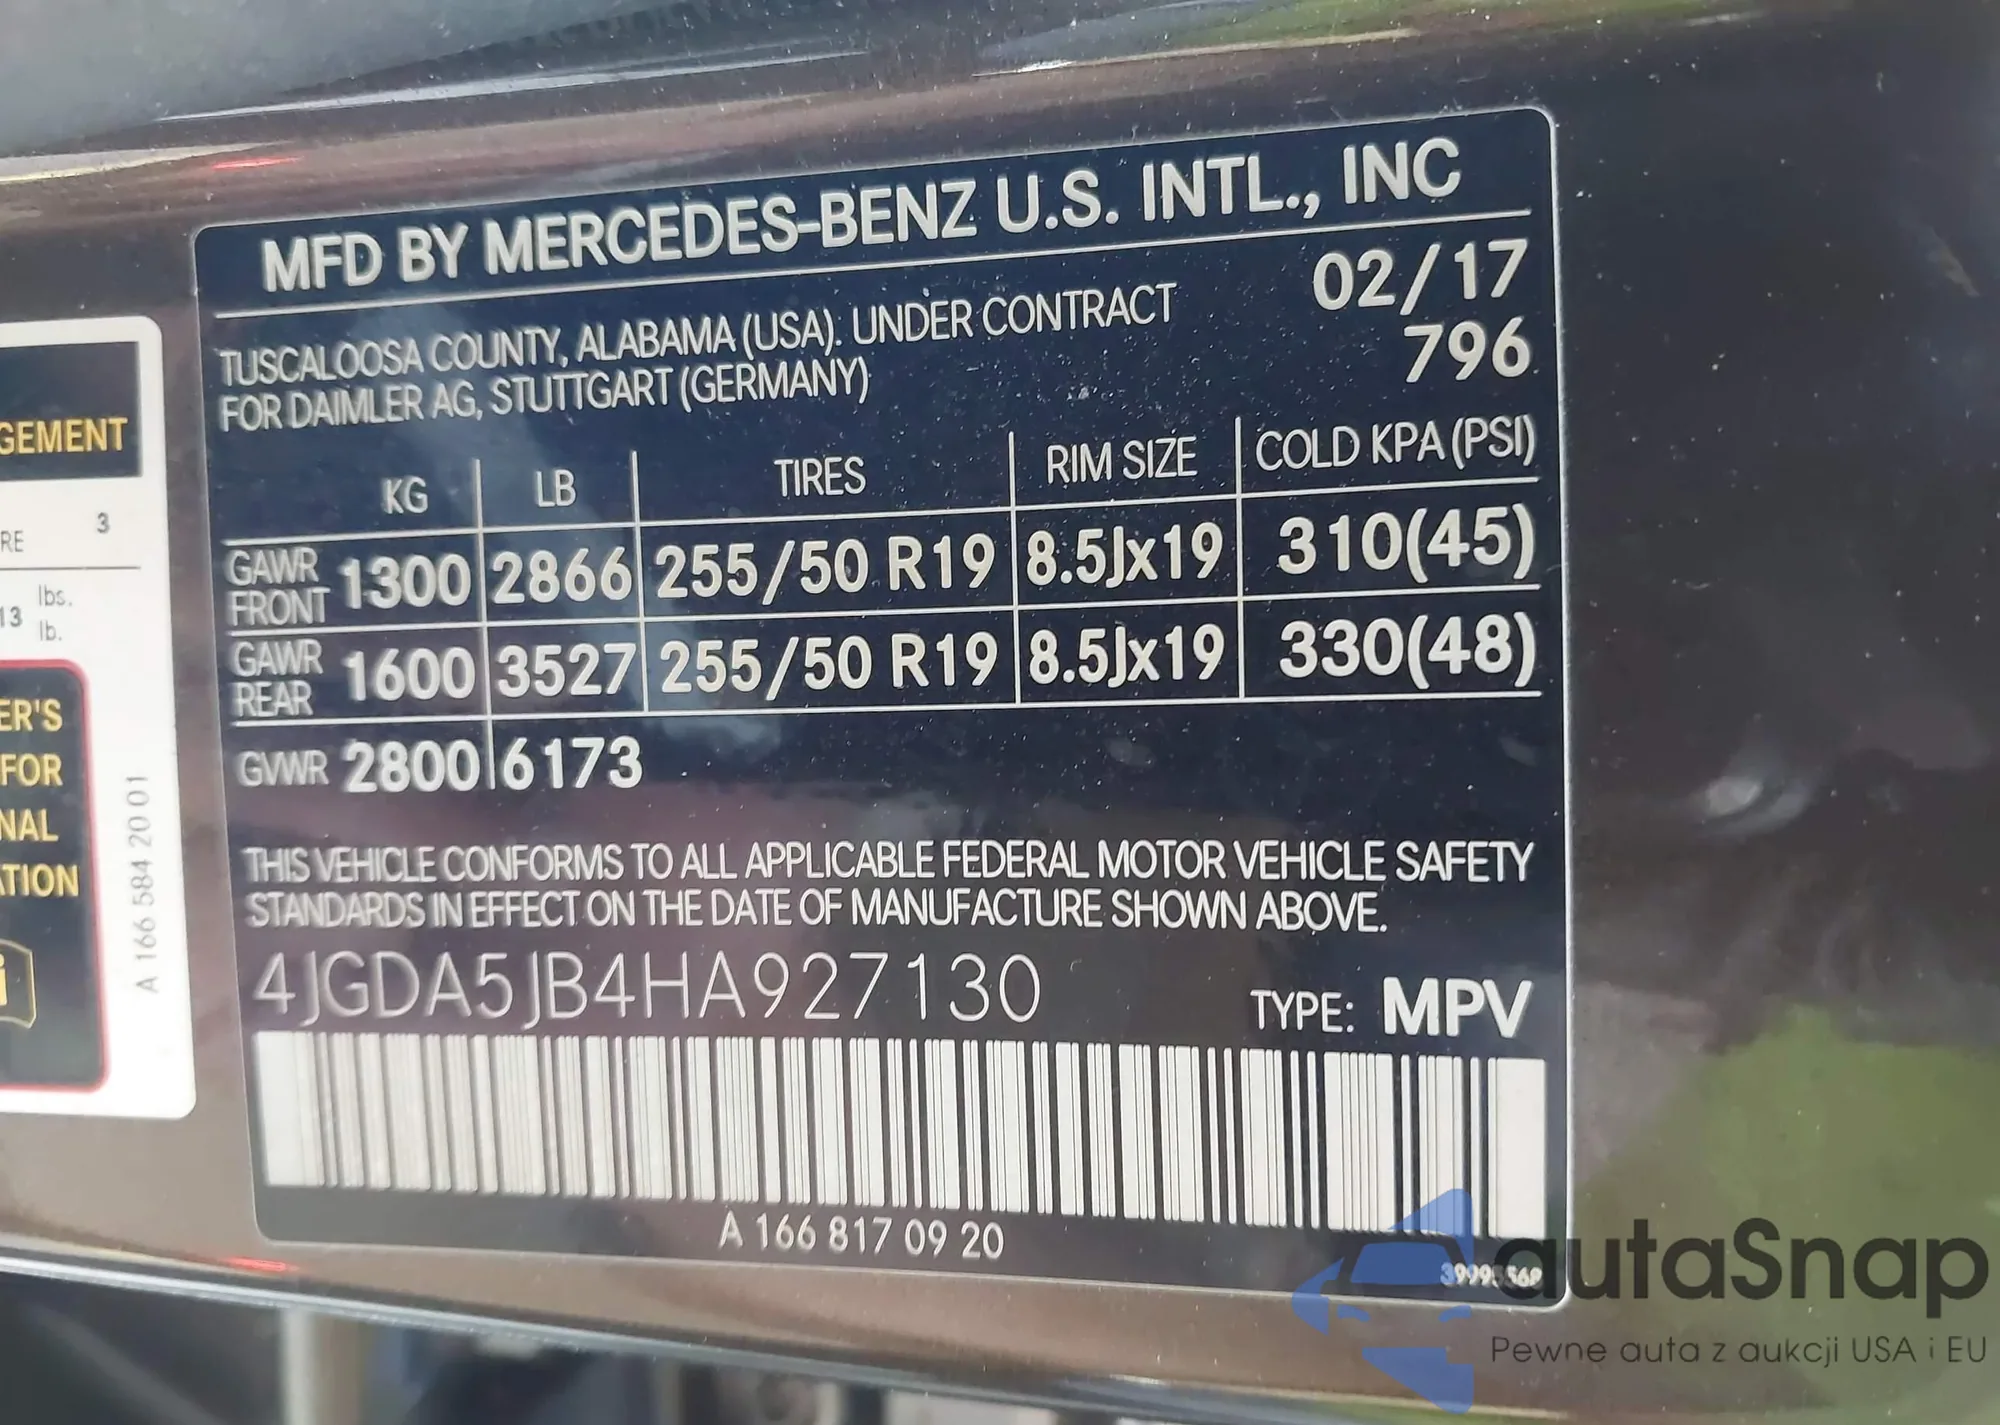 MFD BY MERCEDES-BENZ U.S. INTL., INC
TUSCALOOSA COUNTY, ALABAMA (USA). UNDER CONTRACT
FOR DAIMLER AG, STUTTGART (GERMANY)
02/17
796
KG LB TIRES RIM SIZE COLD KPA (PSI)
GAWR FRONT 1300 2866 255/50 R19 8.5Jx19 310(45)
GAWR REAR 1600 3527 255/50 R19 8.5Jx19 330(48)
GVWR 2800 6173
THIS VEHICLE CONFORMS TO ALL APPLICABLE FEDERAL MOTOR VEHICLE SAFETY
STANDARDS IN EFFECT ON THE DATE OF MANUFACTURE SHOWN ABOVE.
4JGDA5JB4HA927130
TYPE: MPV
A 166 817 09 20
GEMENT
RE 3
13 lbs.
lb.
ER'S
FOR
NAL
ATION
i
A 166 584 20 01
autaSnap
Pewne auta z aukcji USA i EU